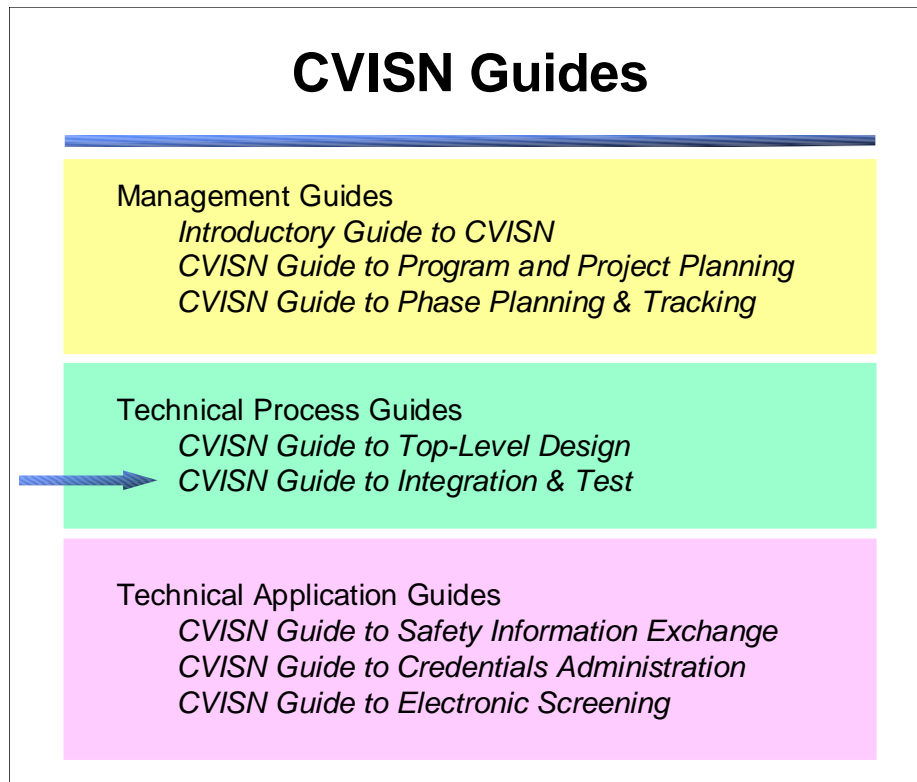 CVISN Guides
Management Guides
Introductory Guide to CVISN
CVISN Guide to Program and Project Planning
CVISN Guide to Phase Planning & Tracking
Technical Process Guides
CVISN Guide to Top-Level Design
CVISN Guide to Integration & Test
Technical Application Guides
CVISN Guide to Safety Information Exchange
CVISN Guide to Credentials Administration
CVISN Guide to Electronic Screening